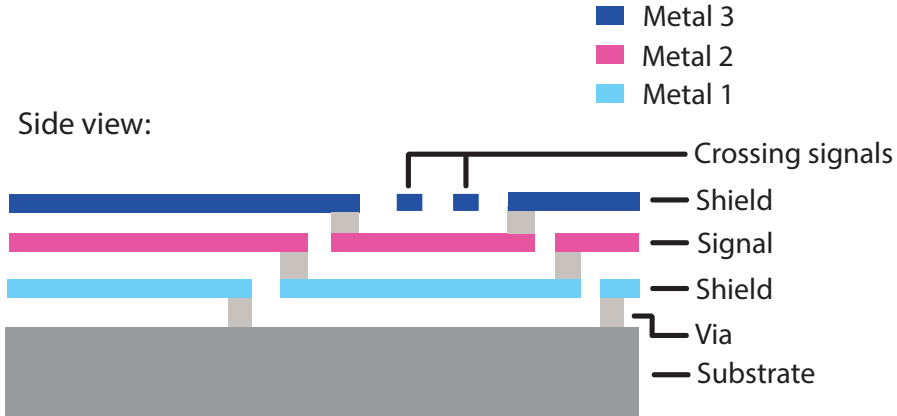 Metal 3
Metal 2
Metal 1
Side view:
Crossing signals
Shield
Signal
Shield
Via
Substrate